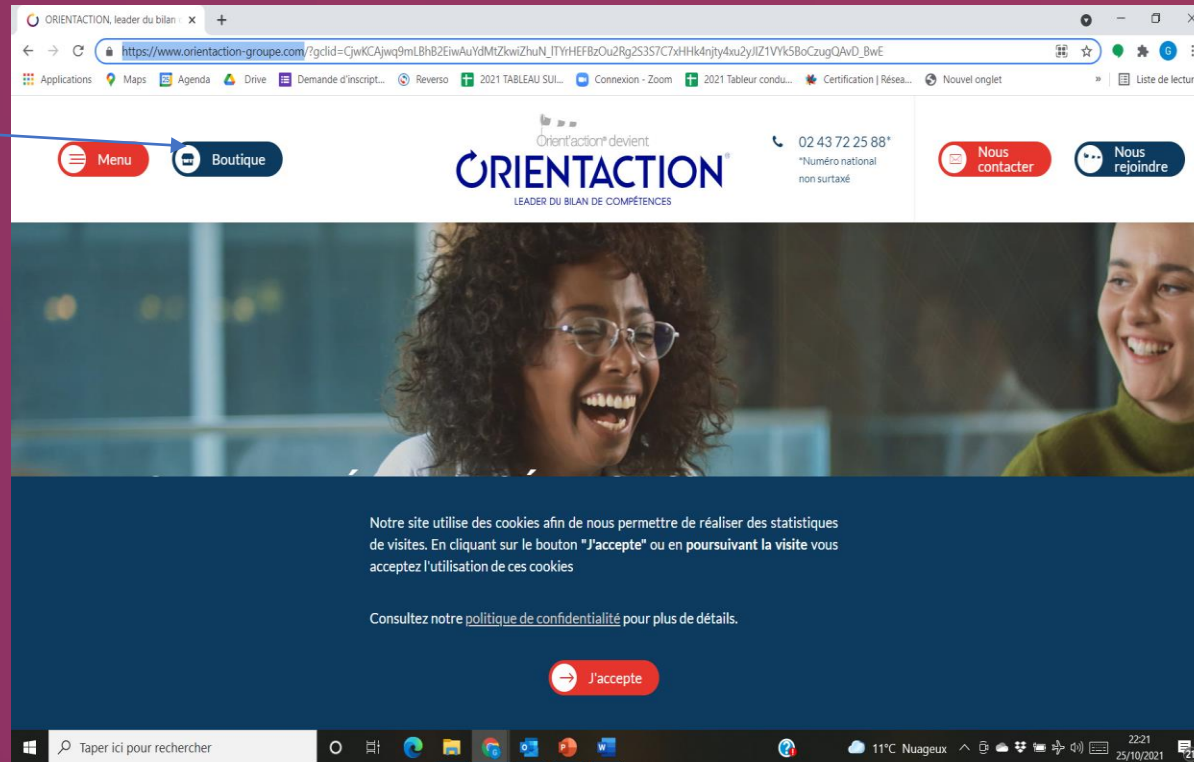 ORIENTACTION, leader du bilan
https://www.orientaction-groupe.com/?gclid=CjwKCAjwq9mLBhB2EiwAuYdMtZkwiZhuN_lTYrHEFBzOu2Rg2S3S7C7xHHk4njty4xu2yJlZ1VYk5BoCzugQAvD_BwE
Applications Maps Agenda Drive Demande d'inscript... Reverso 2021 TABLEAU SUI... Connexion - Zoom 2021 Tableur condu... Certification | Résea... Nouvel onglet » Liste de lectur
Menu
Boutique
Orient'action® devient
ORIENTACTION®
LEADER DU BILAN DE COMPÉTENCES
02 43 72 25 88*
*Numéro national
non surtaxé
Nous
contacter
Nous
rejoindre
Notre site utilise des cookies afin de nous permettre de réaliser des statistiques
de visites. En cliquant sur le bouton "J'accepte" ou en poursuivant la visite vous
acceptez l'utilisation de ces cookies
Consultez notre politique de confidentialité pour plus de détails.
J'accepte
Taper ici pour rechercher
11°C Nuageux
22:21
25/10/2021
21